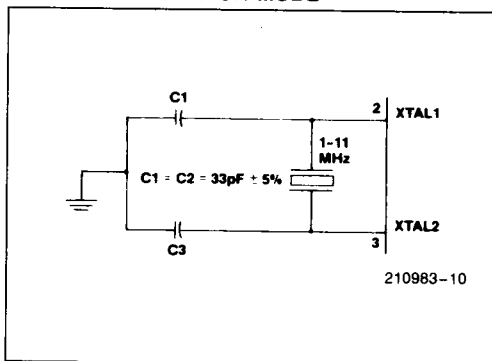 C1
2
XTAL1
1-11
MHz
C1 = C2 = 33pF ± 5%
XTAL2
3
C3
210983-10